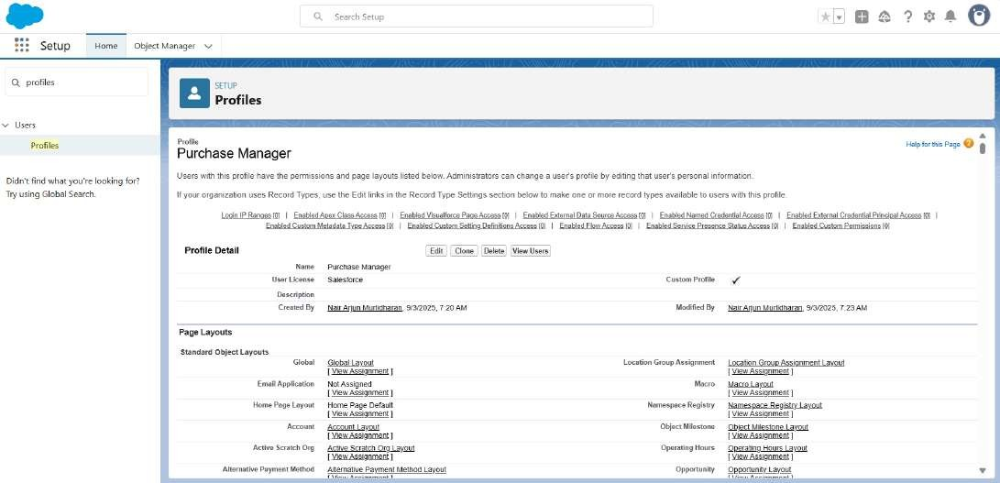 Search Setup
Setup
Home
Object Manager
profiles
Users
Profiles
Didn't find what you're looking for?
Try using Global Search.
SETUP
Profiles
Profile
Purchase Manager
Help for this Page
Users with this profile have the permissions and page layouts listed below. Administrators can change a user's profile by editing that user's personal information.
If your organization uses Record Types, use the Edit links in the Record Type Settings section below to make one or more record types available to users with this profile.
Login IP Ranges [0] | Enabled Apex Class Access [0] | Enabled Visualforce Page Access [0] | Enabled External Data Source Access [0] | Enabled Named Credential Access [0] | Enabled External Credential Principal Access [0] |
Enabled Custom Metadata Type Access [0] | Enabled Custom Setting Definitions Access [0] | Enabled Flow Access [0] | Enabled Service Presence Status Access [0] | Enabled Custom Permissions [0]
Profile Detail
Edit Clone Delete View Users
Name Purchase Manager
User License Salesforce Custom Profile ✓
Description
Created By Nair Arjun Murlidharan, 9/3/2025, 7:20 AM Modified By Nair Arjun Murlidharan, 9/3/2025, 7:23 AM
Page Layouts
Standard Object Layouts
Global Global Layout Location Group Assignment Location Group Assignment Layout
[ View Assignment ] [ View Assignment ]
Email Application Not Assigned Macro Macro Layout
[ View Assignment ] [ View Assignment ]
Home Page Layout Home Page Default Namespace Registry Namespace Registry Layout
[ View Assignment ] [ View Assignment ]
Account Account Layout Object Milestone Object Milestone Layout
[ View Assignment ] [ View Assignment ]
Active Scratch Org Active Scratch Org Layout Operating Hours Operating Hours Layout
[ View Assignment ] [ View Assignment ]
Alternative Payment Method Alternative Payment Method Layout Opportunity Opportunity Layout
[ View Assignment ] [ View Assignment ]